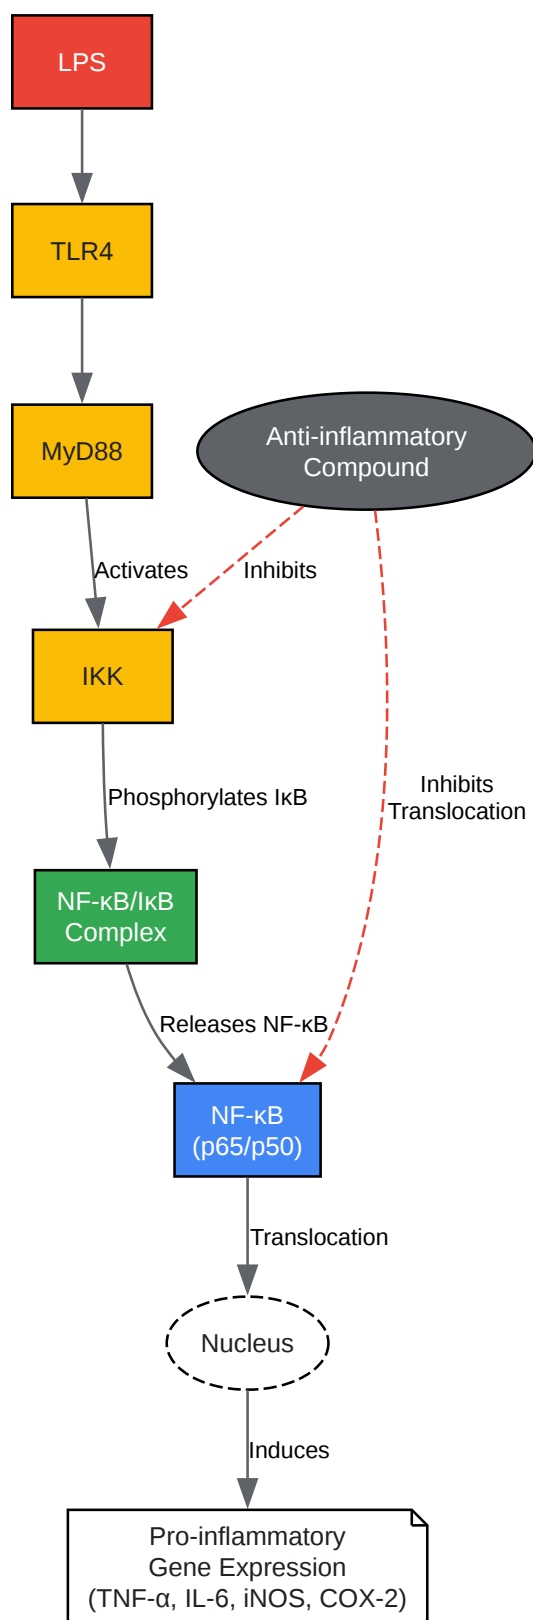 LPS
TLR4
MyD88
Anti-inflammatory
Compound
Activates
Inhibits
IKK
Phosphorylates IκB
Inhibits
Translocation
NF-κB/IκB
Complex
Releases NF-κB
NF-κB
(p65/p50)
Translocation
Nucleus
Induces
Pro-inflammatory
Gene Expression
(TNF-α, IL-6, iNOS, COX-2)